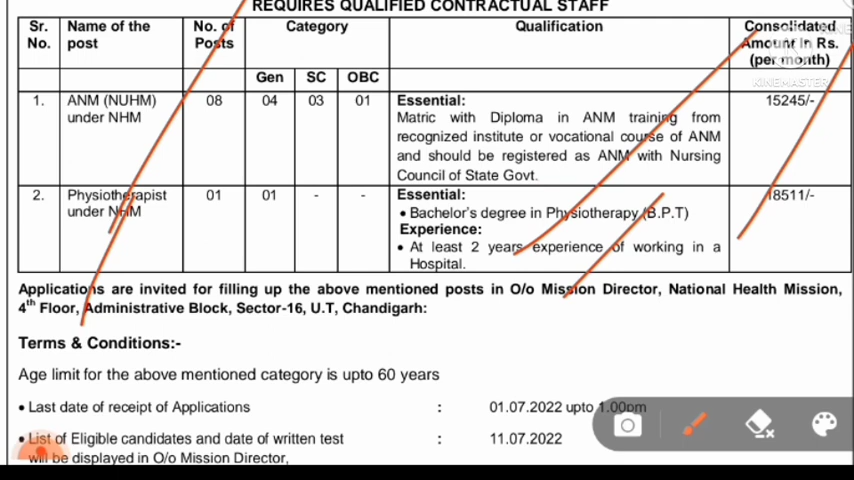 REQUIRES QUALIFIED CONTRACTUAL STAFF
Sr. No. Name of the post No. of Posts Category Qualification Consolidated Amount in Rs. (per month)
Gen SC OBC
1. ANM (NUHM) under NHM 08 04 03 01 Essential: 15245/-
Matric with Diploma in ANM training from
recognized institute or vocational course of ANM
and should be registered as ANM with Nursing
Council of State Govt.
2. Physiotherapist under NHM 01 01 - - Essential: 18511/-
• Bachelor's degree in Physiotherapy (B.P.T)
Experience:
• At least 2 years experience of working in a
Hospital.
Applications are invited for filling up the above mentioned posts in O/o Mission Director, National Health Mission,
4th Floor, Administrative Block, Sector-16, U.T, Chandigarh:
Terms & Conditions:-
Age limit for the above mentioned category is upto 60 years
• Last date of receipt of Applications : 01.07.2022 upto 1.00pm
• List of Eligible candidates and date of written test : 11.07.2022
will be displayed in O/o Mission Director,
KINEMASTER